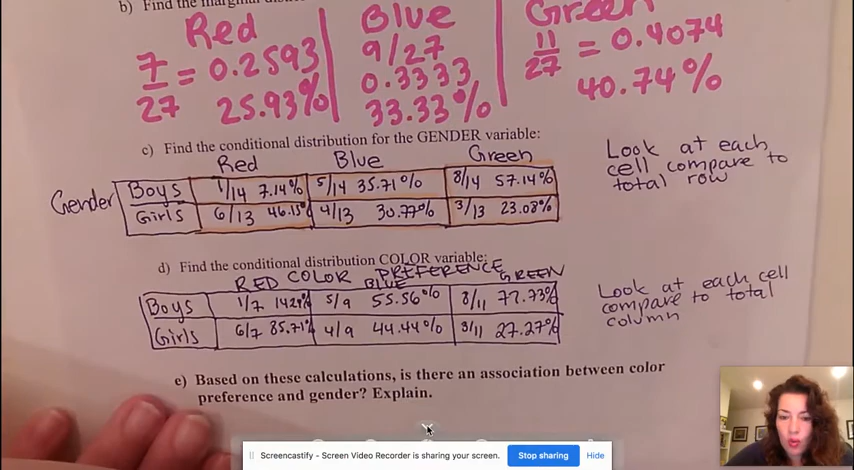 b) Find the marginal
Red Blue Green
7/27 = 0.2593 9/27 11/27 = 0.4074
25.93% 0.3333 40.74%
33.33%
c) Find the conditional distribution for the GENDER variable:
Red Blue Green
Gender Boys 1/14 7.14% 5/14 35.71% 8/14 57.14%
Girls 6/13 46.15% 4/13 30.77% 3/13 23.08%
Look at each
cell compare to
total row
d) Find the conditional distribution COLOR variable:
RED COLOR BLUE PREFERENCE GREEN
Boys 1/7 14.29% 5/9 55.56% 8/11 72.73%
Girls 6/7 85.71% 4/9 44.44% 3/11 27.27%
Look at each cell
compare to total
column
e) Based on these calculations, is there an association between color
preference and gender? Explain.
Screencastify - Screen Video Recorder is sharing your screen. Stop sharing Hide